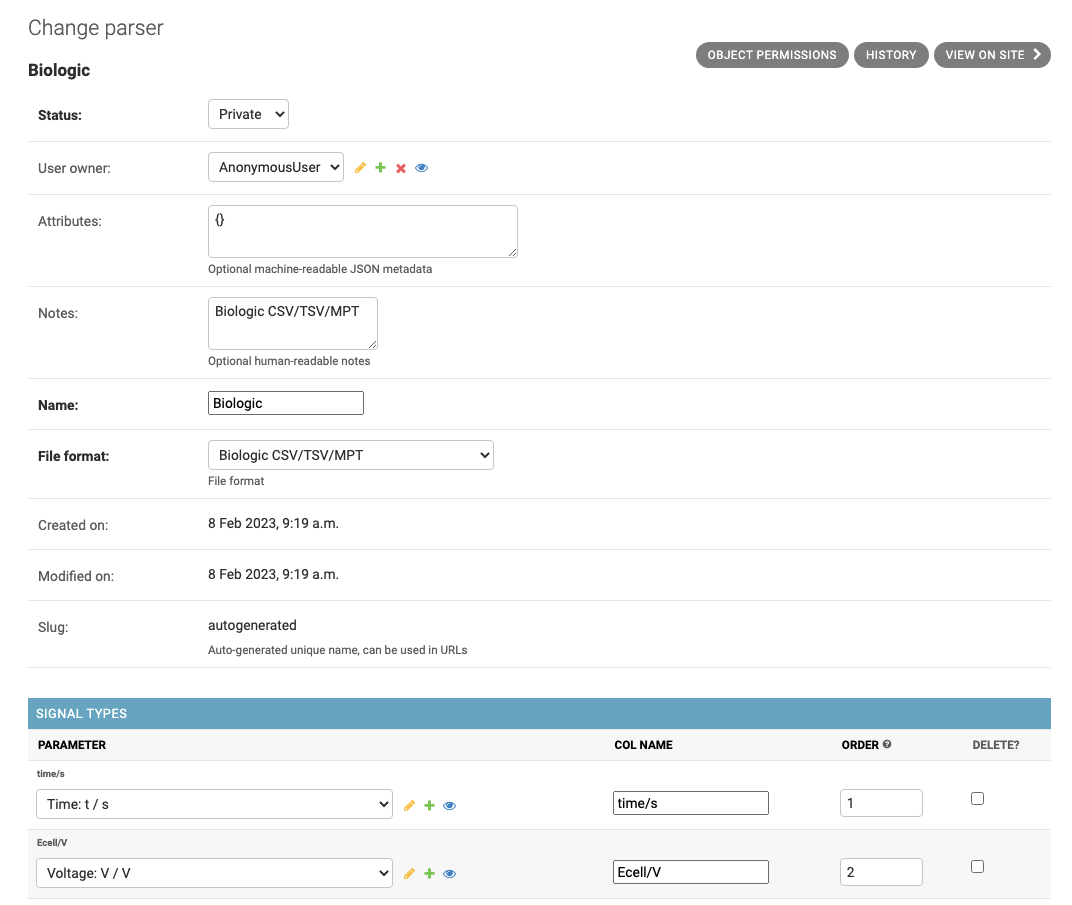 Change parser
OBJECT PERMISSIONS
HISTORY
VIEW ON SITE
Biologic
Status:
Private
User owner:
AnonymousUser
Attributes:
{}
Optional machine-readable JSON metadata
Notes:
Biologic CSV/TSV/MPT
Optional human-readable notes
Name:
Biologic
File format:
Biologic CSV/TSV/MPT
File format
Created on:
8 Feb 2023, 9:19 a.m.
Modified on:
8 Feb 2023, 9:19 a.m.
Slug:
autogenerated
Auto-generated unique name, can be used in URLs
SIGNAL TYPES
PARAMETER COL NAME ORDER ? DELETE?
time/s
Time: t / s time/s 1
Ecell/V
Voltage: V / V Ecell/V 2